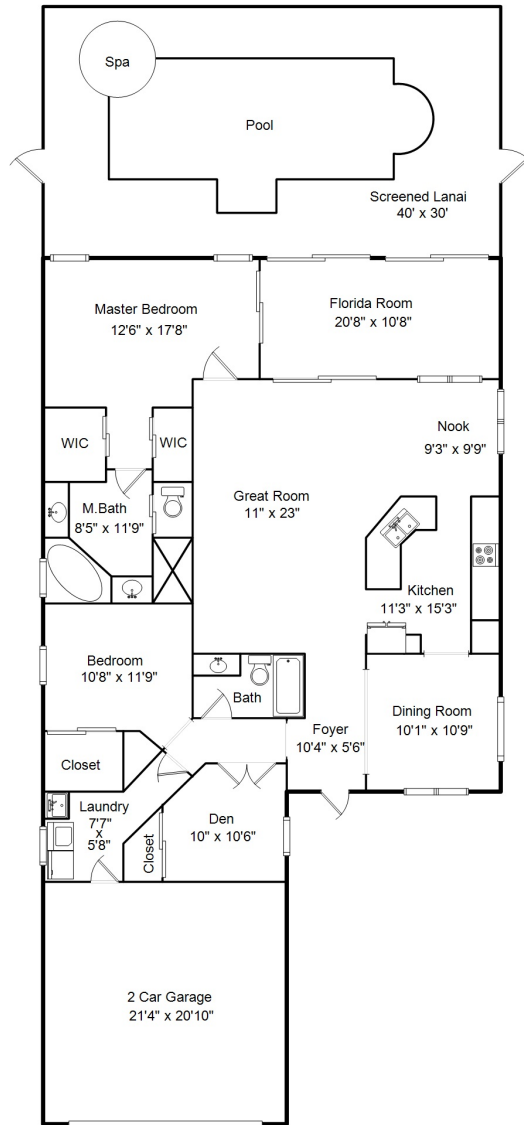 Spa
Pool
Screened Lanai
40' x 30'
Master Bedroom
12'6" x 17'8"
Florida Room
20'8" x 10'8"
WIC
WIC
Nook
9'3" x 9'9"
M.Bath
8'5" x 11'9"
Great Room
11" x 23"
Kitchen
11'3" x 15'3"
Bedroom
10'8" x 11'9"
Bath
Foyer
10'4" x 5'6"
Dining Room
10'1" x 10'9"
Closet
Laundry
7'7"
x
5'8"
Closet
Den
10" x 10'6"
2 Car Garage
21'4" x 20'10"